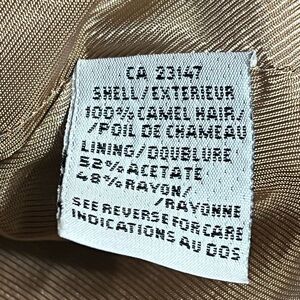 CA 23147
SHELL/EXTERIEUR
100% CAMEL HAIR/
/POIL DE CHAMEAU
LINING/DOUBLURE
52% ACETATE
48% RAYON/
/RAYONNE
SEE REVERSE FOR CARE
INDICATIONS AU DOS